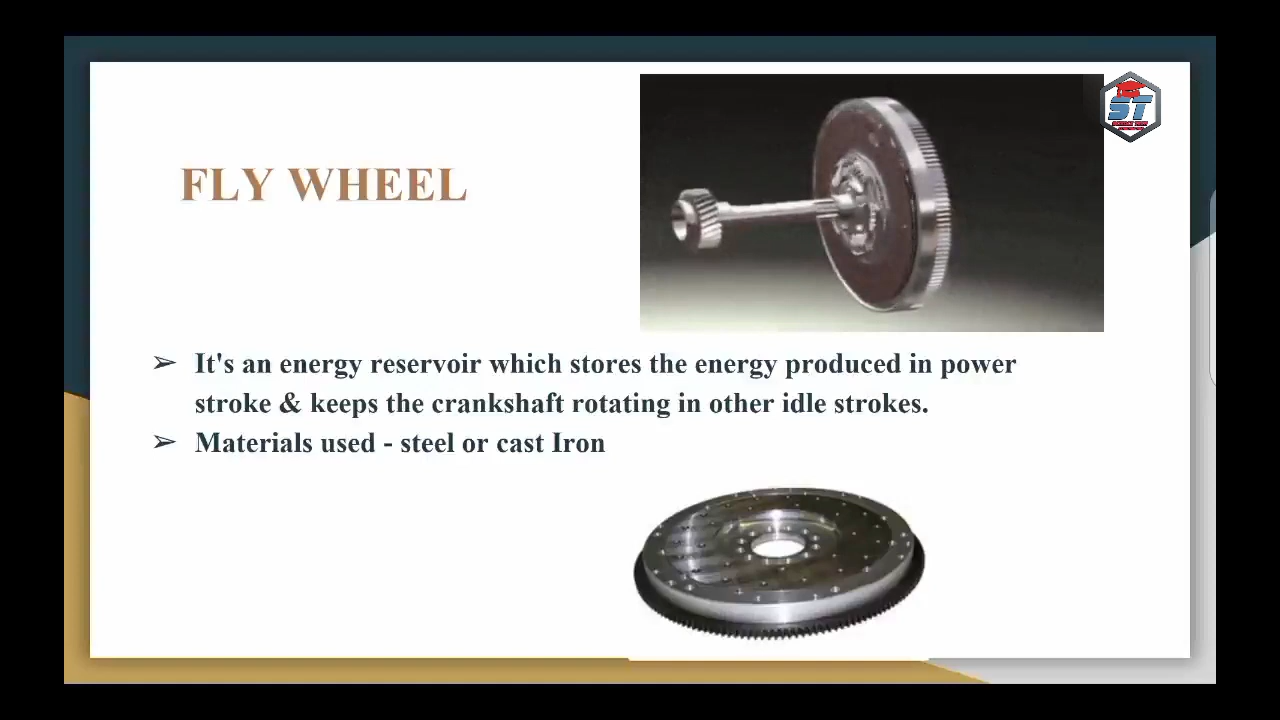 ST
FLY WHEEL
➢ It's an energy reservoir which stores the energy produced in power
stroke & keeps the crankshaft rotating in other idle strokes.
➢ Materials used - steel or cast Iron